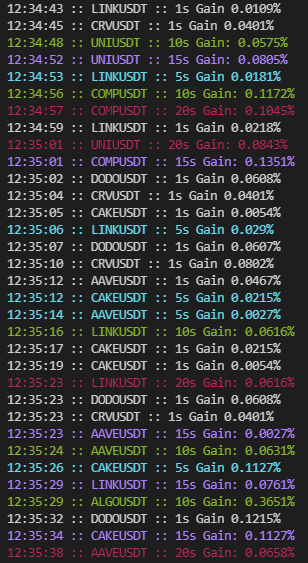 12:34:43 :: LINKUSDT :: 1s Gain 0.0109%
12:34:45 :: CRVUSDT :: 1s Gain 0.0401%
12:34:48 :: UNIUSDT :: 10s Gain: 0.0575%
12:34:52 :: UNIUSDT :: 15s Gain: 0.0805%
12:34:53 :: LINKUSDT :: 5s Gain 0.0181%
12:34:56 :: COMPUSDT :: 10s Gain: 0.1172%
12:34:57 :: COMPUSDT :: 20s Gain: 0.1045%
12:34:59 :: LINKUSDT :: 1s Gain 0.0218%
12:35:01 :: UNIUSDT :: 20s Gain: 0.0843%
12:35:01 :: COMPUSDT :: 15s Gain: 0.1351%
12:35:02 :: DODOUSDT :: 1s Gain 0.0608%
12:35:04 :: CRVUSDT :: 1s Gain 0.0401%
12:35:05 :: CAKEUSDT :: 1s Gain 0.0054%
12:35:06 :: LINKUSDT :: 5s Gain 0.029%
12:35:07 :: DODOUSDT :: 1s Gain 0.0607%
12:35:10 :: CRVUSDT :: 1s Gain 0.0802%
12:35:12 :: AAVEUSDT :: 1s Gain 0.0467%
12:35:12 :: CAKEUSDT :: 5s Gain 0.0215%
12:35:14 :: AAVEUSDT :: 5s Gain 0.0027%
12:35:16 :: LINKUSDT :: 10s Gain: 0.0616%
12:35:17 :: CAKEUSDT :: 1s Gain 0.0215%
12:35:19 :: CAKEUSDT :: 1s Gain 0.0054%
12:35:23 :: LINKUSDT :: 20s Gain: 0.0616%
12:35:23 :: DODOUSDT :: 1s Gain 0.0608%
12:35:23 :: CRVUSDT :: 1s Gain 0.0401%
12:35:23 :: AAVEUSDT :: 15s Gain: 0.0027%
12:35:24 :: AAVEUSDT :: 10s Gain: 0.0631%
12:35:26 :: CAKEUSDT :: 5s Gain 0.1127%
12:35:29 :: LINKUSDT :: 15s Gain: 0.0761%
12:35:29 :: ALGOUSDT :: 10s Gain: 0.3651%
12:35:32 :: DODOUSDT :: 1s Gain 0.1215%
12:35:34 :: CAKEUSDT :: 15s Gain: 0.1127%
12:35:38 :: AAVEUSDT :: 20s Gain: 0.0658%